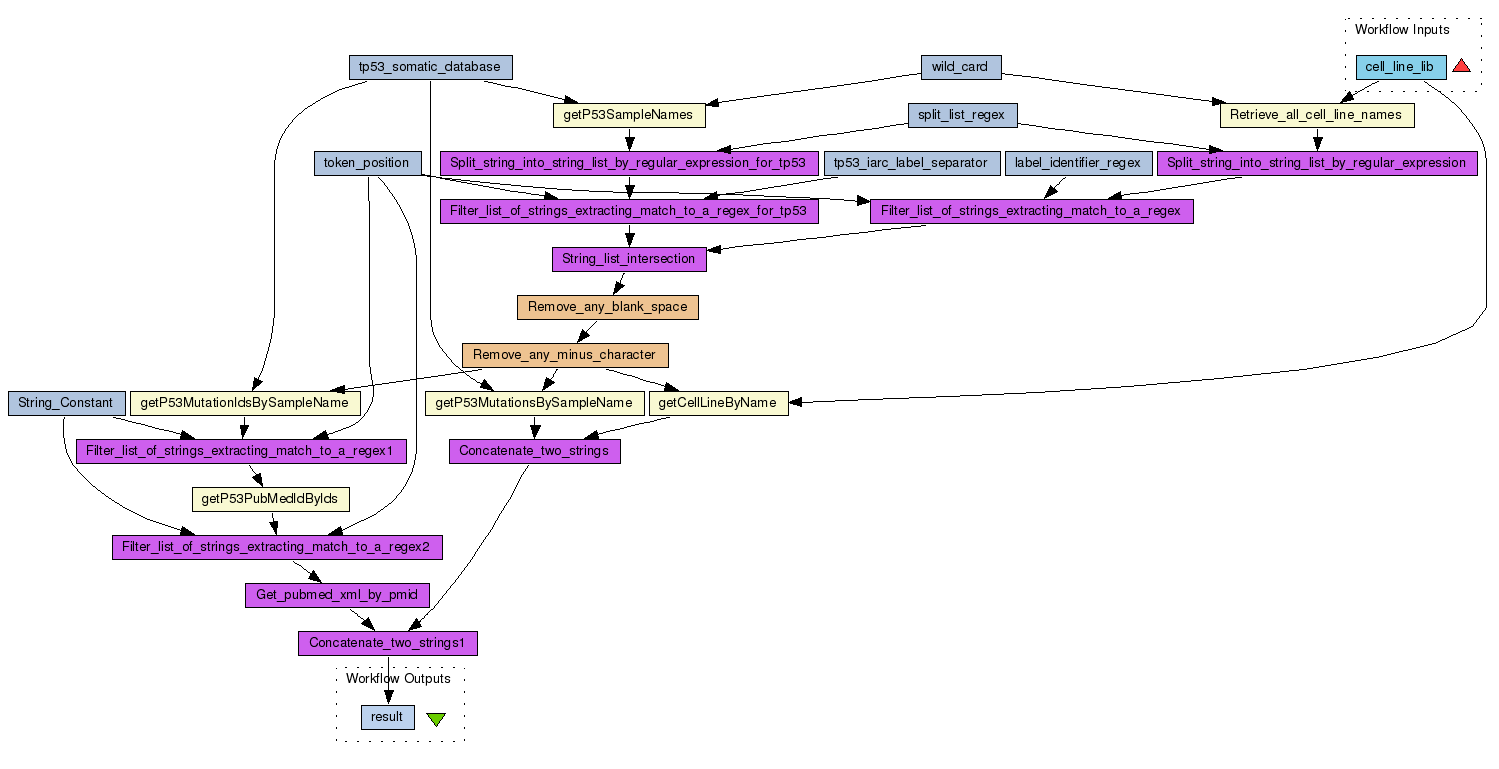 Workflow Inputs
tp53_somatic_database
wild_card
cell_line_lib
getP53SampleNames
split_list_regex
Retrieve_all_cell_line_names
token_position
Split_string_into_string_list_by_regular_expression_for_tp53
tp53_iarc_label_separator
label_identifier_regex
Split_string_into_string_list_by_regular_expression
Filter_list_of_strings_extracting_match_to_a_regex_for_tp53
Filter_list_of_strings_extracting_match_to_a_regex
String_list_intersection
Remove_any_blank_space
Remove_any_minus_character
String_Constant
getP53MutationIdsBySampleName
getP53MutationsBySampleName
getCellLineByName
Filter_list_of_strings_extracting_match_to_a_regex1
Concatenate_two_strings
getP53PubMedIdByIds
Filter_list_of_strings_extracting_match_to_a_regex2
Get_pubmed_xml_by_pmid
Concatenate_two_strings1
Workflow Outputs
result